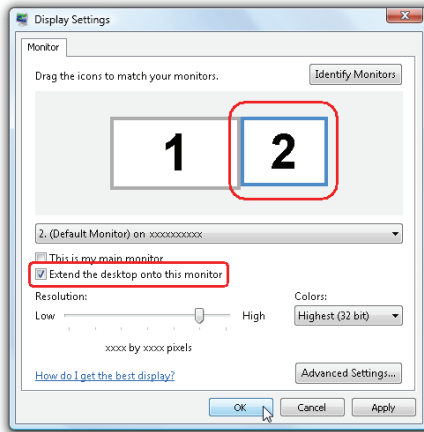 Display Settings
Monitor
Drag the icons to match your monitors.
Identify Monitors
1
2
2. (Default Monitor) on xxxxxxxxxx
This is my main monitor
Extend the desktop onto this monitor
Resolution:
Colors:
Low
High
Highest (32 bit)
xxxx by xxxx pixels
How do I get the best display?
Advanced Settings...
OK
Cancel
Apply